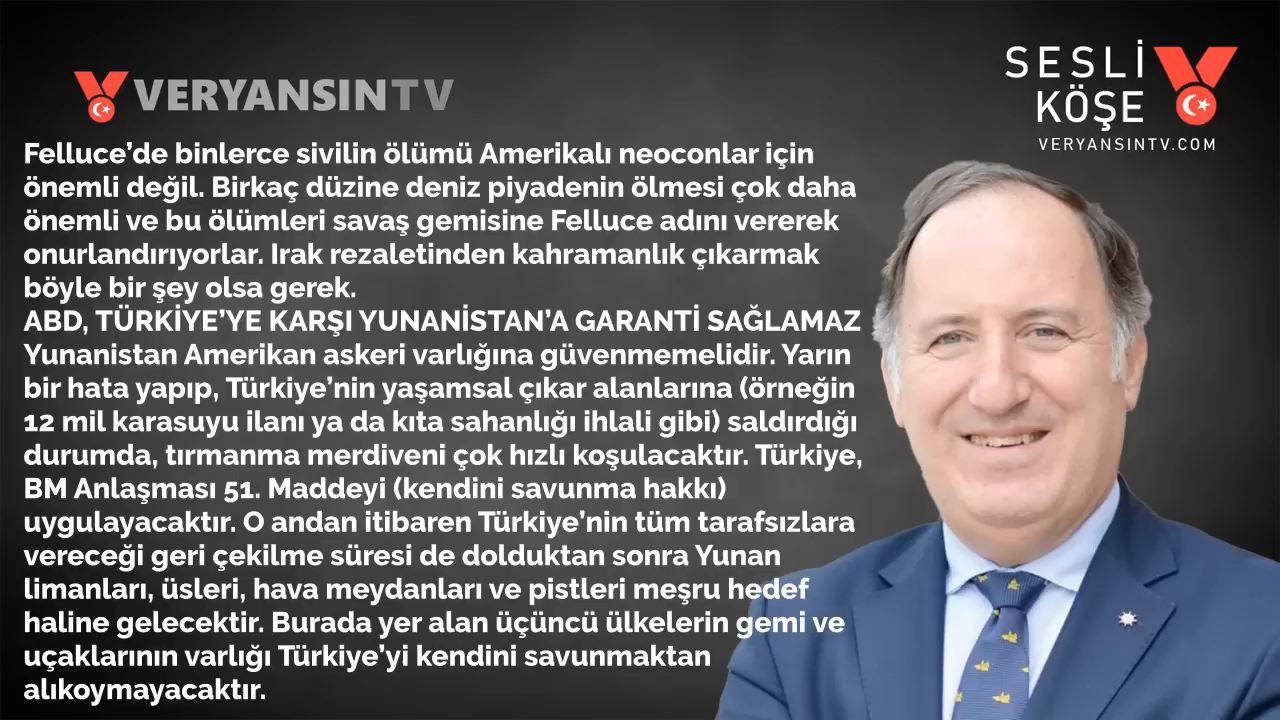 VERYANSINTV
SESLİ
KÖŞE
VERYANSINTV.COM
Felluce’de binlerce sivilin ölümü Amerikalı neoconlar için
önemli değil. Birkaç düzine deniz piyadenin ölmesi çok daha
önemli ve bu ölümleri savaş gemisine Felluce adını vererek
onurlandırıyorlar. Irak rezaletinden kahramanlık çıkarmak
böyle bir şey olsa gerek.
ABD, TÜRKİYE’YE KARŞI YUNANİSTAN’A GARANTİ SAĞLAMAZ
Yunanistan Amerikan askeri varlığına güvenmemelidir. Yarın
bir hata yapıp, Türkiye’nin yaşamsal çıkar alanlarına (örneğin
12 mil karasuyu ilanı ya da kıta sahanlığı ihlali gibi) saldırdığı
durumda, tırmanma merdiveni çok hızlı koşulacaktır. Türkiye,
BM Anlaşması 51. Maddeyi (kendini savunma hakkı)
uygulayacaktır. O andan itibaren Türkiye’nin tüm tarafsızlara
vereceği geri çekilme süresi de dolduktan sonra Yunan
limanları, üsleri, hava meydanları ve pistleri meşru hedef
haline gelecektir. Burada yer alan üçüncü ülkelerin gemi ve
uçaklarının varlığı Türkiye’yi kendini savunmaktan
alıkoymayacaktır.